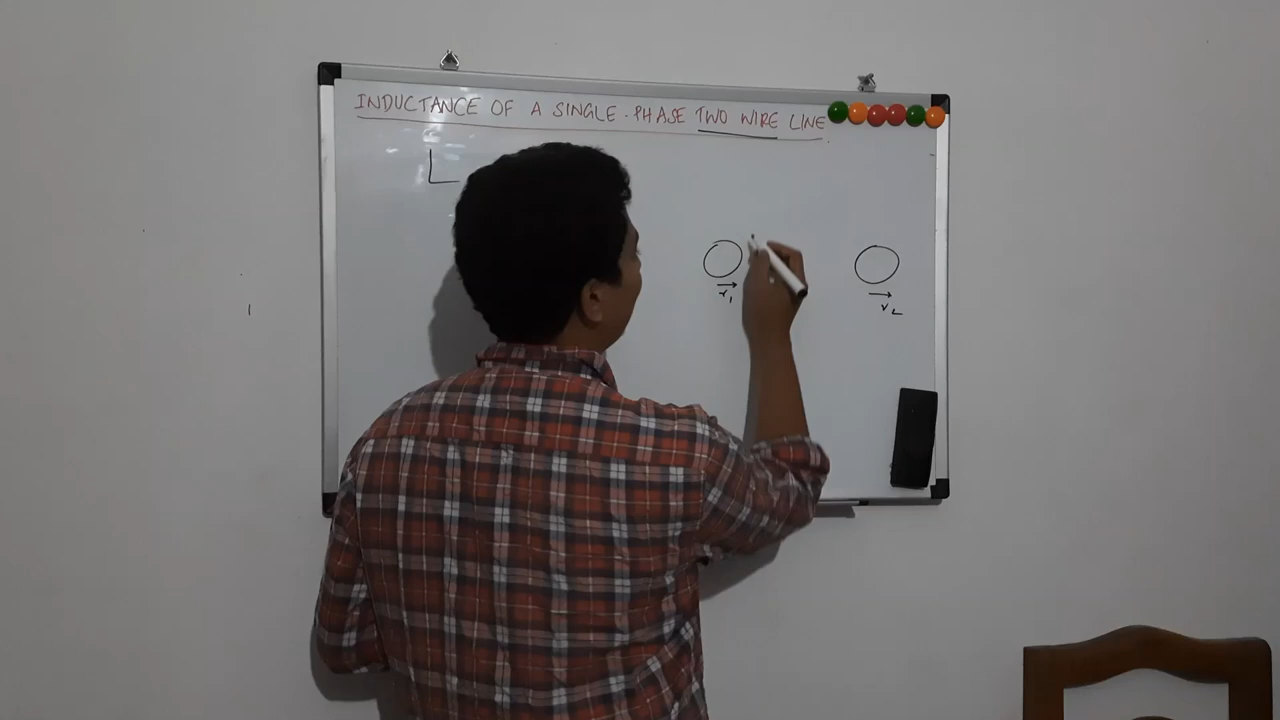 INDUCTANCE OF A SINGLE-PHASE TWO WIRE LINE
L
r₁
r₂